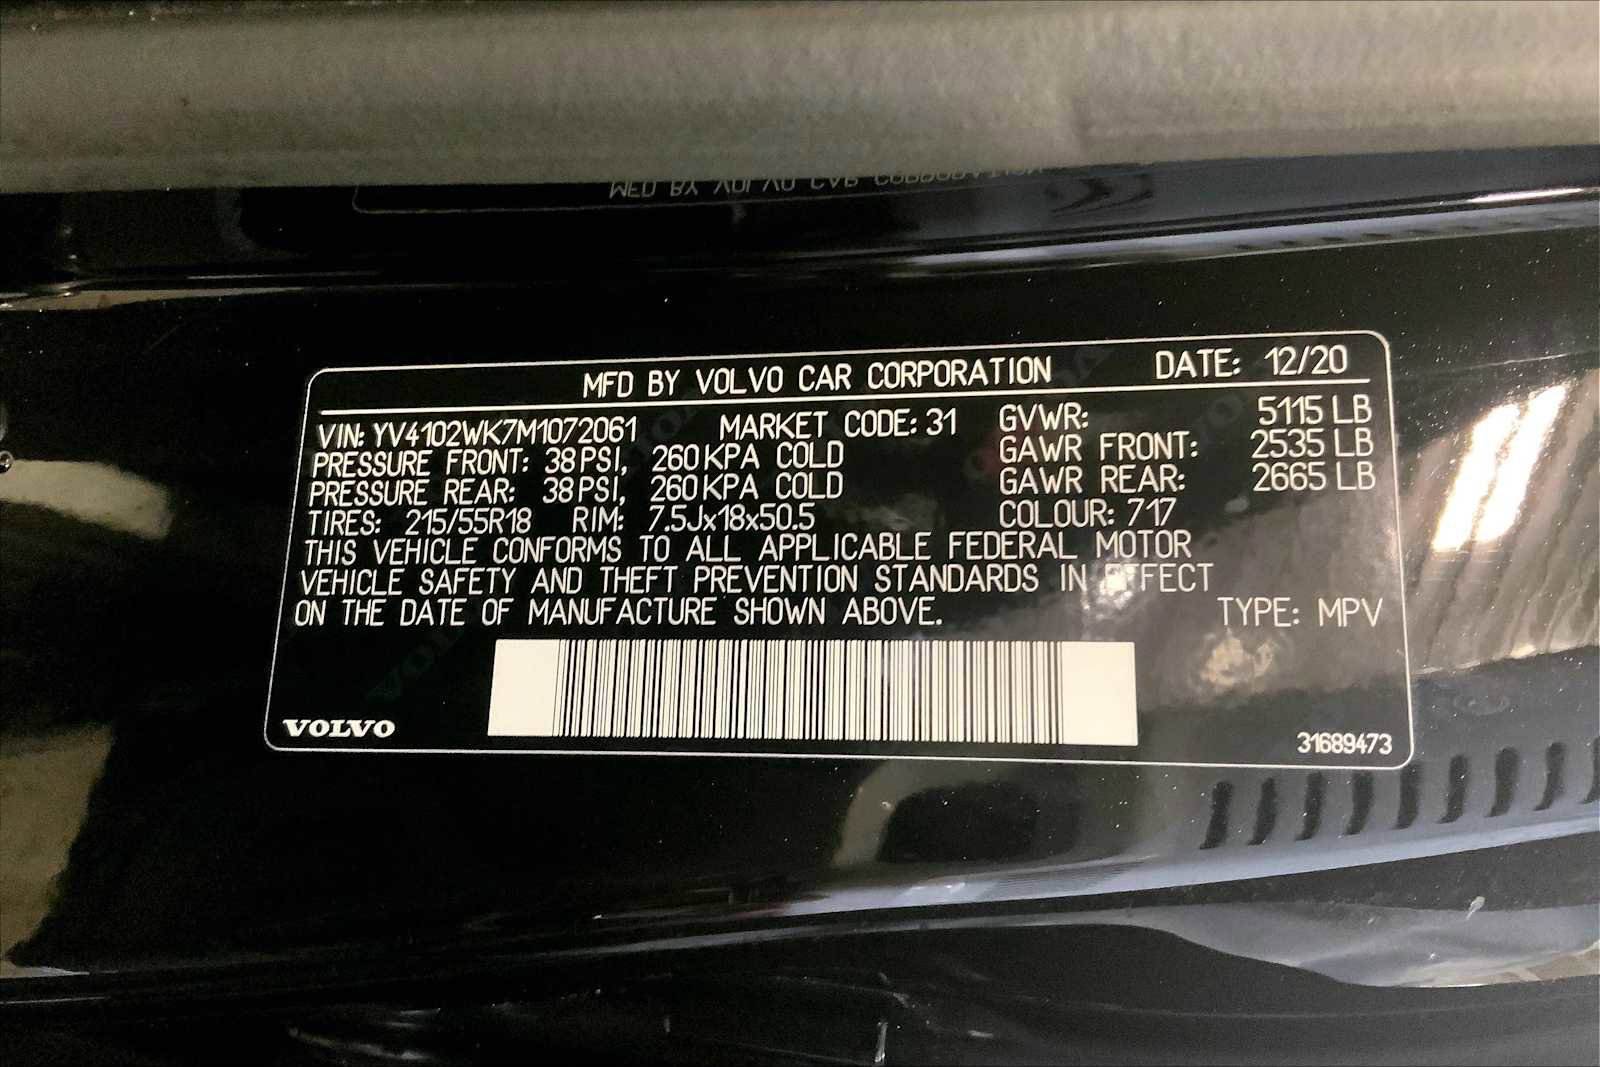 MFD BY VOLVO CAR CORPORATION DATE: 12/20
VIN: YV4102WK7M1072061 MARKET CODE: 31 GVWR: 5115 LB
PRESSURE FRONT: 38 PSI, 260 KPA COLD GAWR FRONT: 2535 LB
PRESSURE REAR: 38 PSI, 260 KPA COLD GAWR REAR: 2665 LB
TIRES: 215/55R18 RIM: 7.5Jx18x50.5 COLOUR: 717
THIS VEHICLE CONFORMS TO ALL APPLICABLE FEDERAL MOTOR
VEHICLE SAFETY AND THEFT PREVENTION STANDARDS IN EFFECT
ON THE DATE OF MANUFACTURE SHOWN ABOVE. TYPE: MPV
VOLVO
31689473